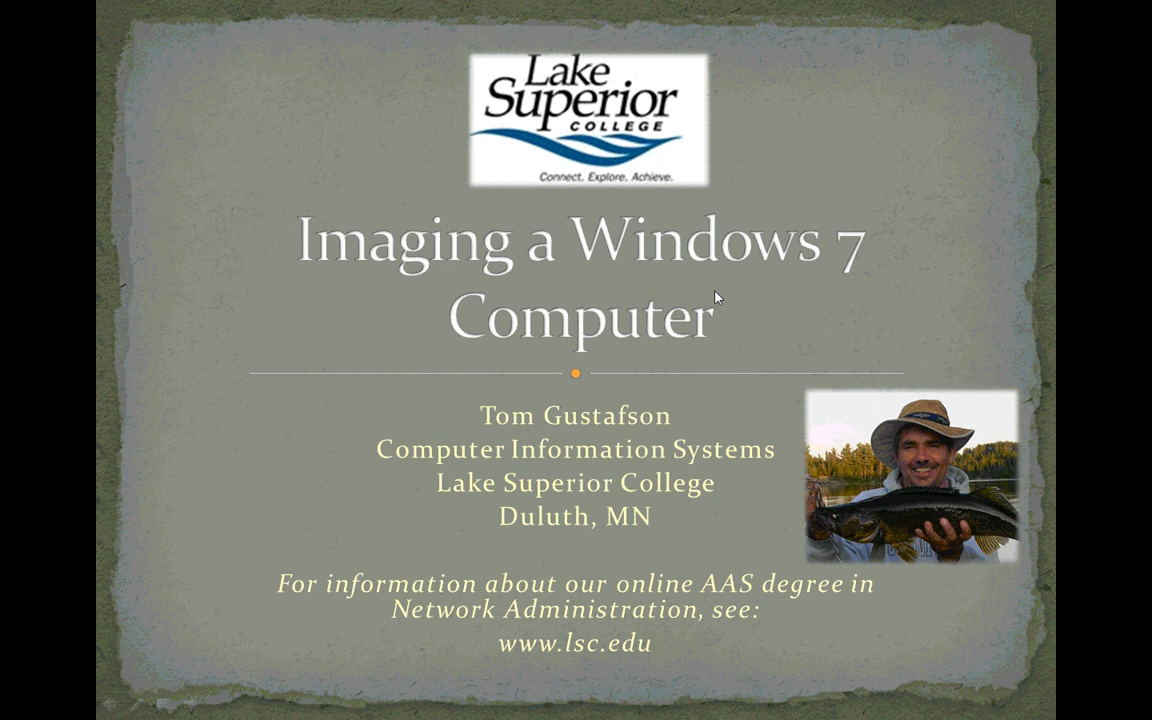 Lake
Superior
COLLEGE
Connect. Explore. Achieve.
Imaging a Windows 7
Computer
Tom Gustafson
Computer Information Systems
Lake Superior College
Duluth, MN
For information about our online AAS degree in
Network Administration, see:
www.lsc.edu